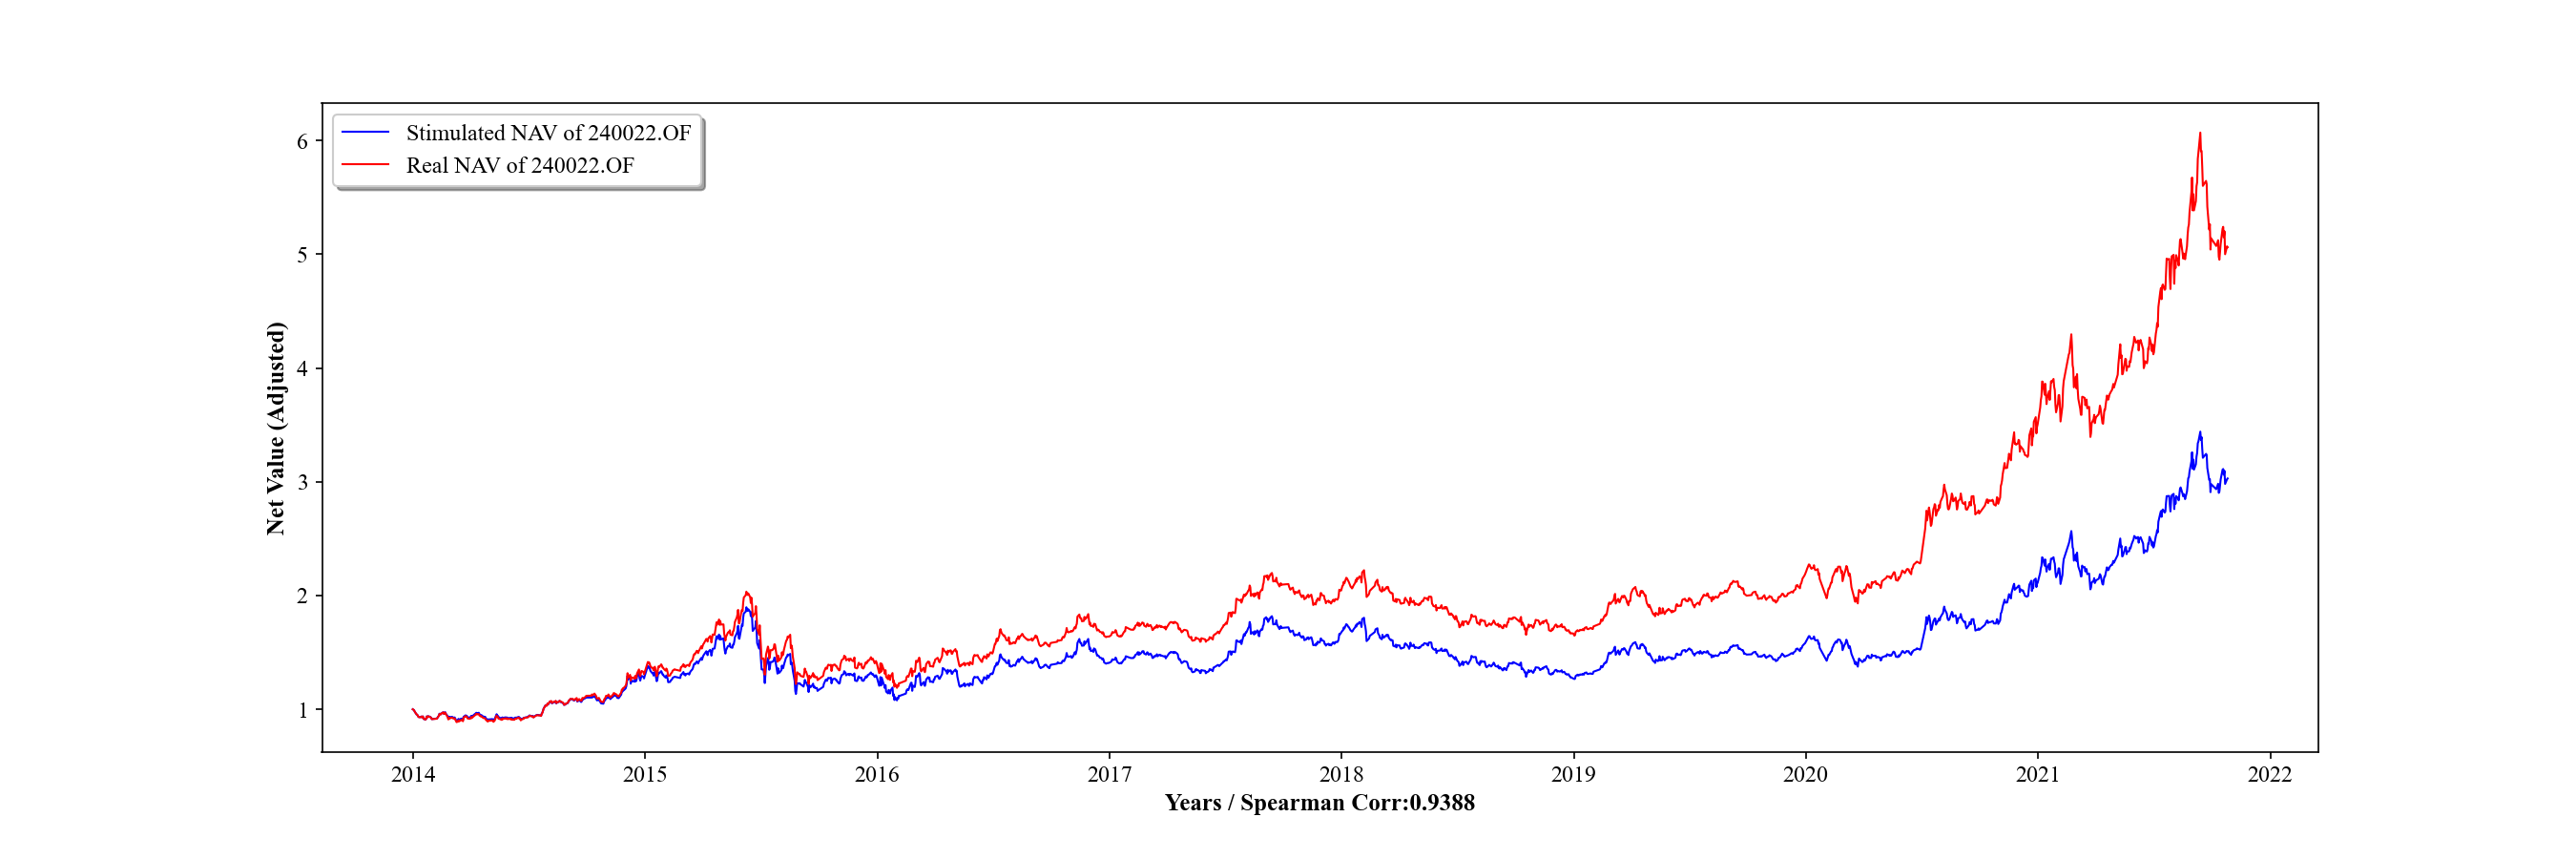 Stimulated NAV of 240022.OF
Real NAV of 240022.OF
Net Value (Adjusted)
6
5
4
3
2
1
2014 2015 2016 2017 2018 2019 2020 2021 2022
Years / Spearman Corr:0.9388